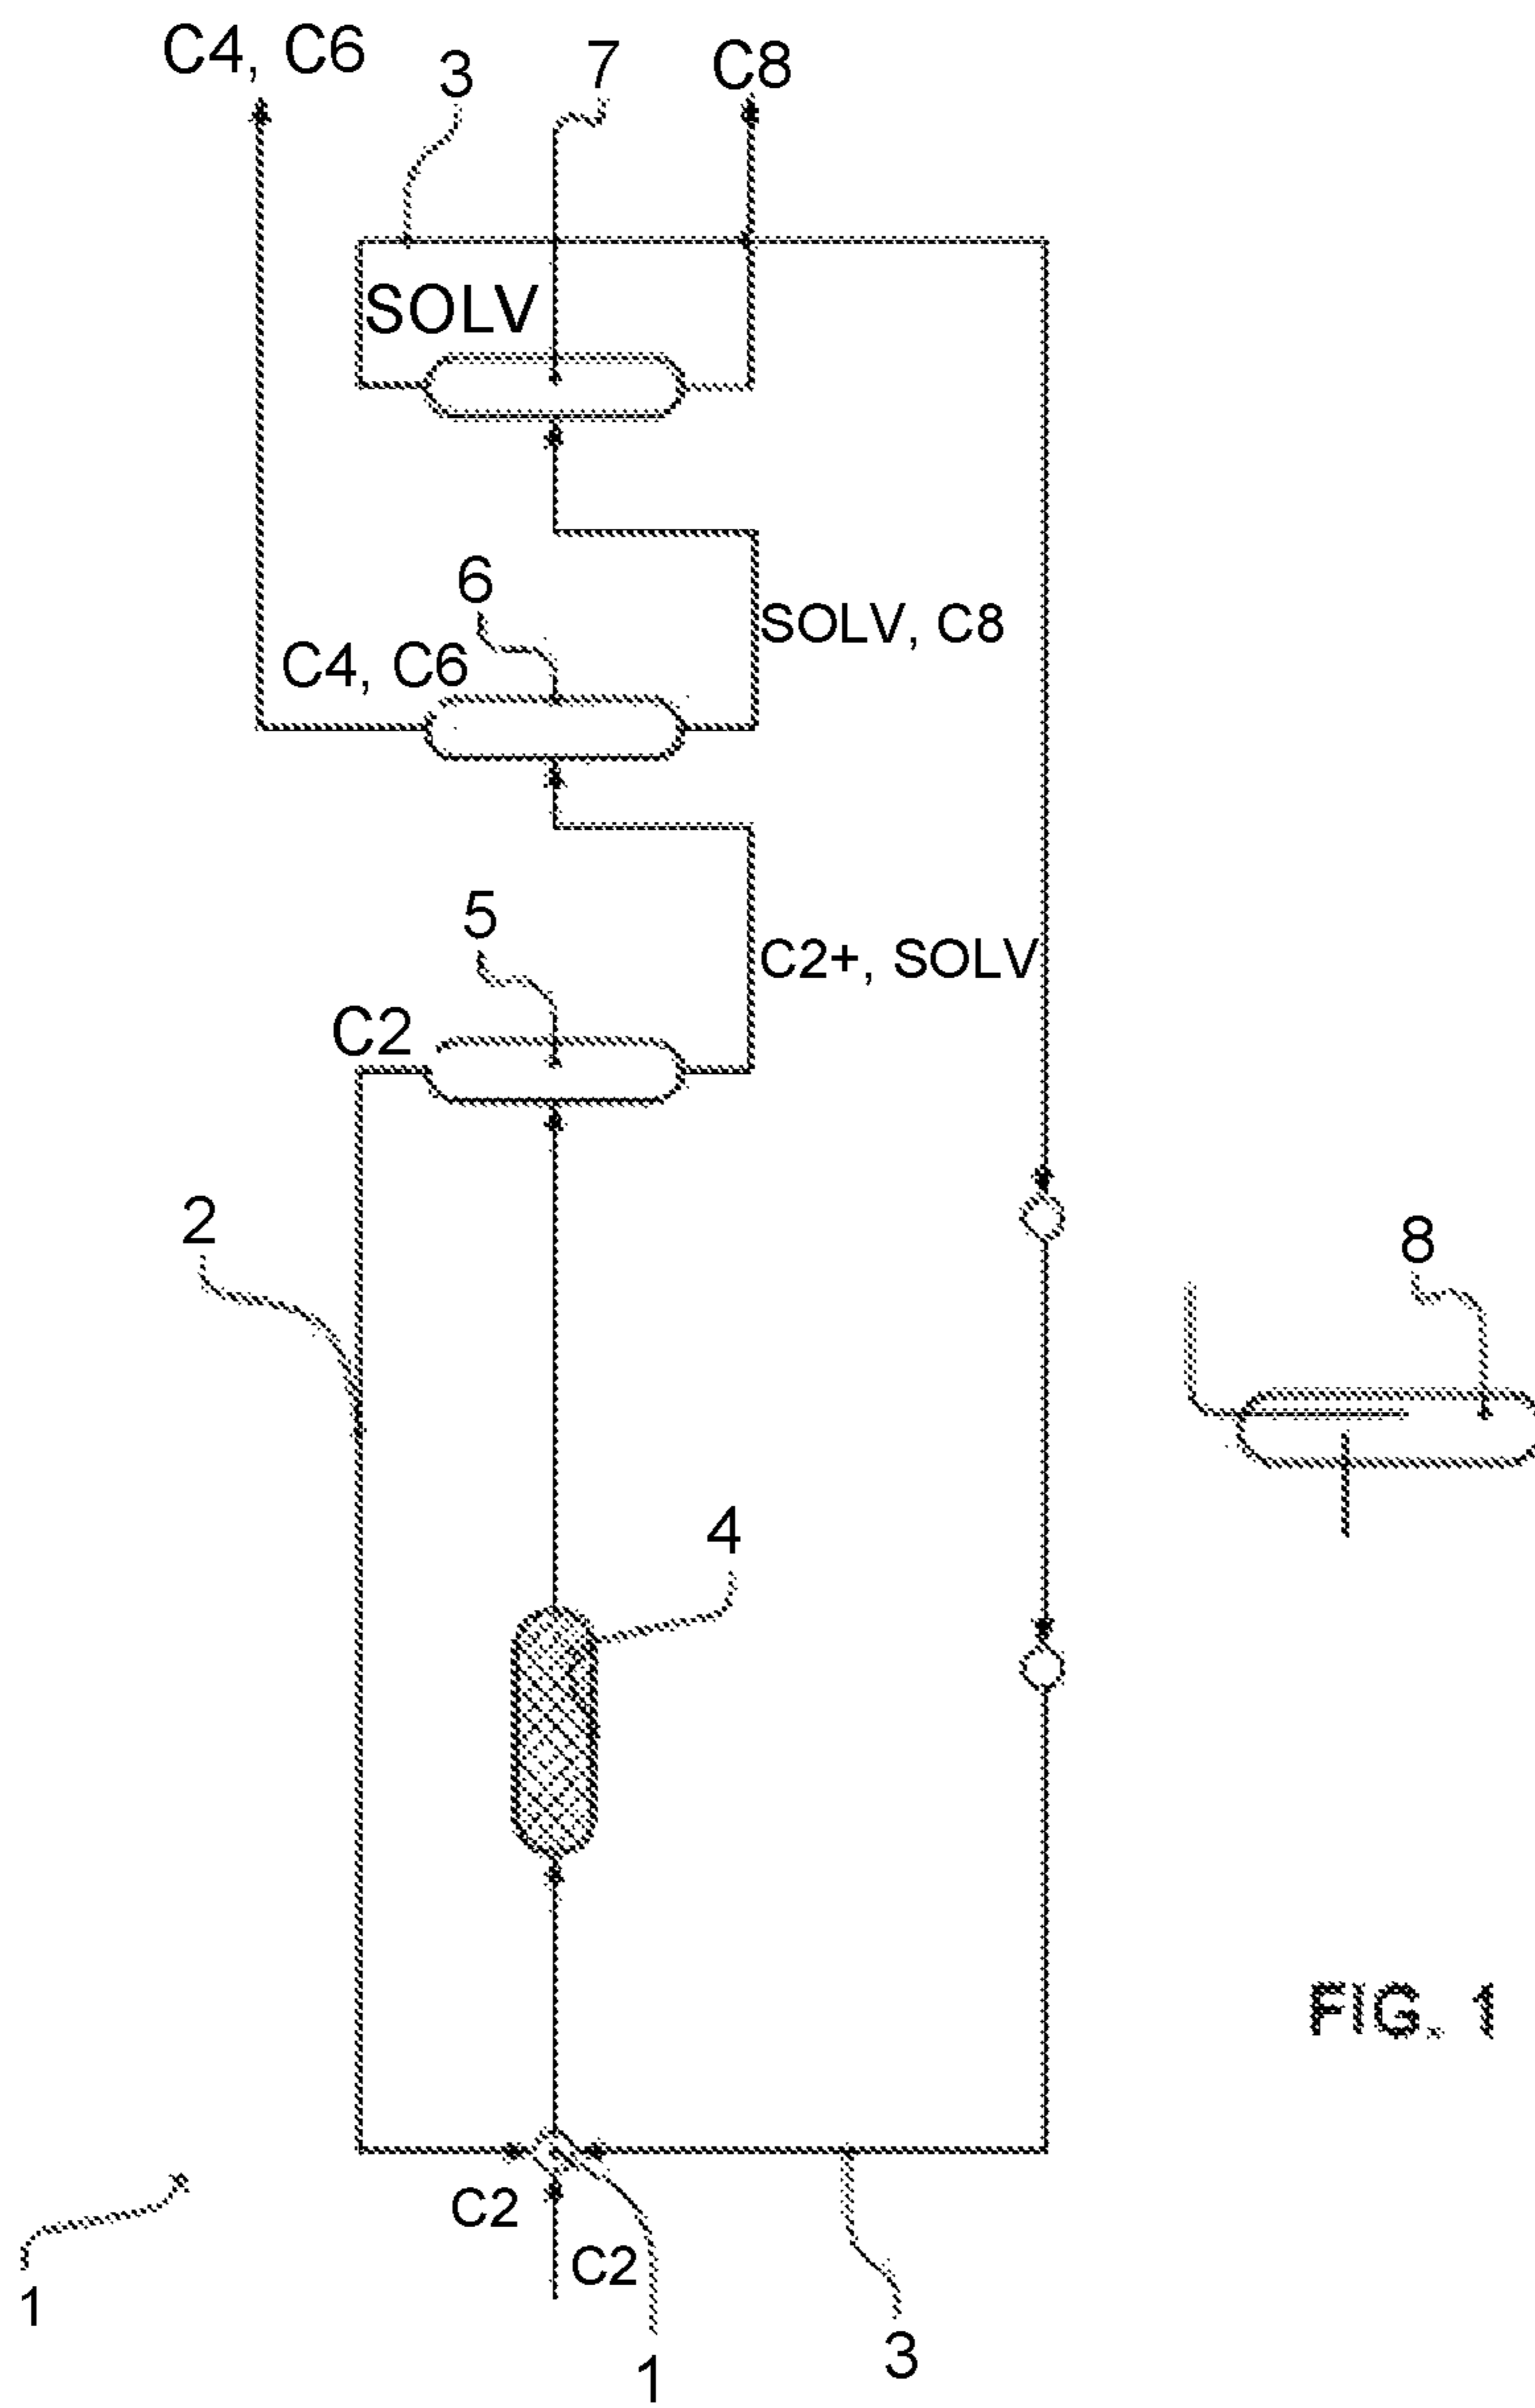 C4, C6
3
7
C8
SOLV
6
SOLV, C8
C4, C6
5
C2+, SOLV
C2
2
8
4
FIG. 1
C2
C2
1
1
3